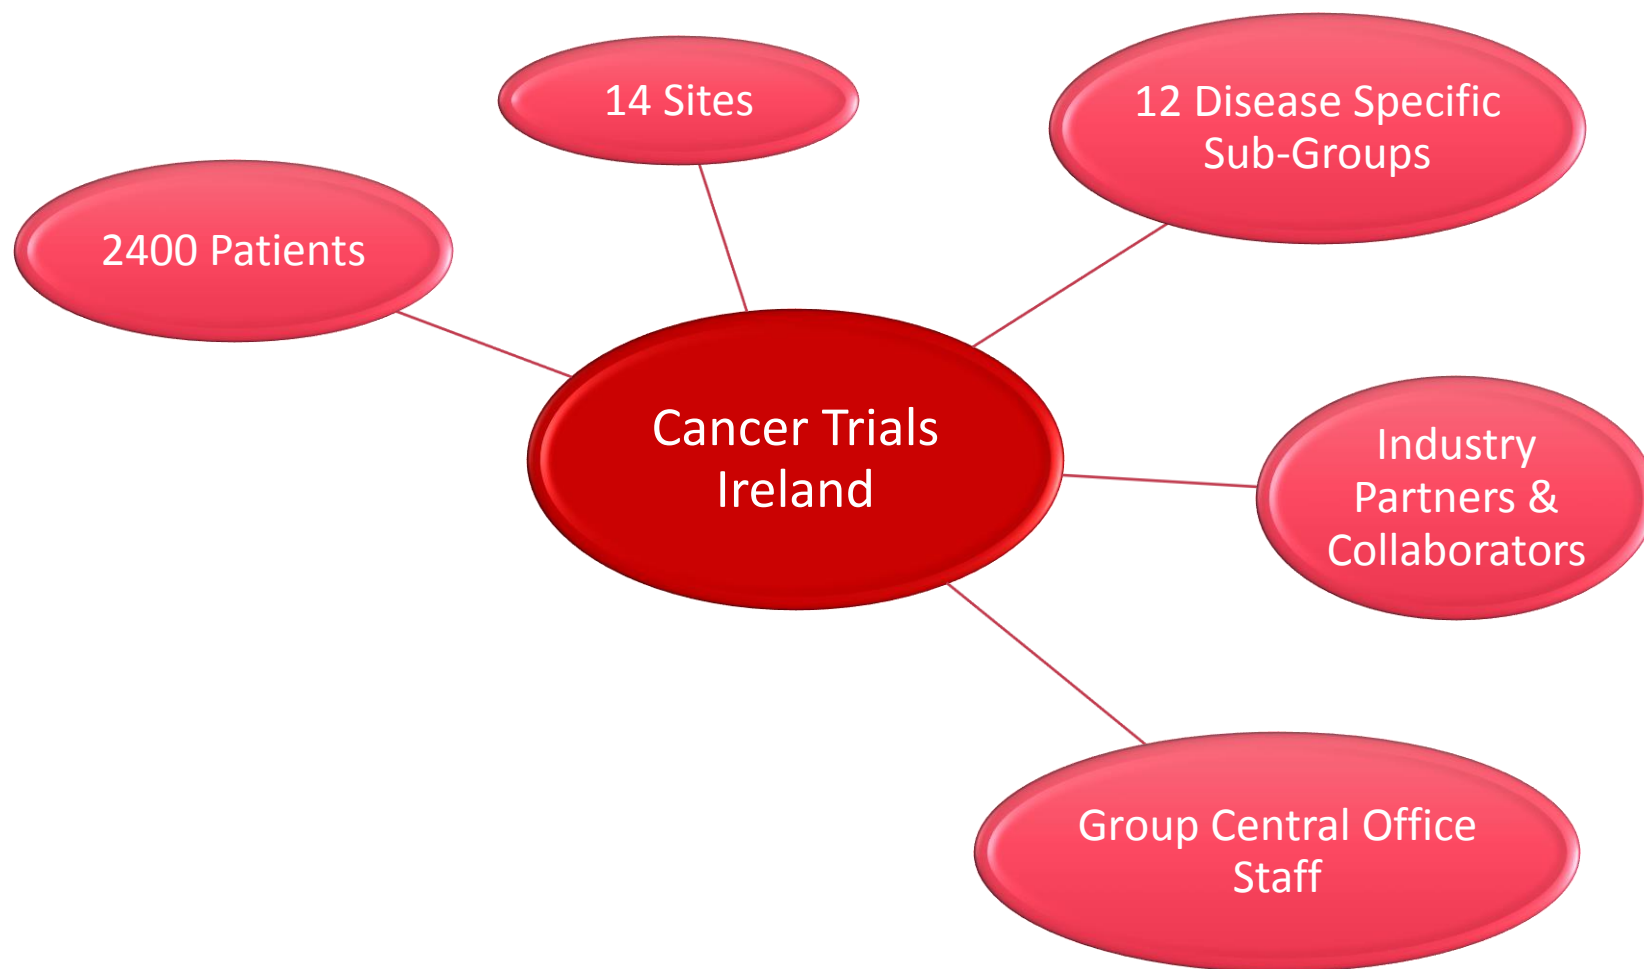 14 Sites
12 Disease Specific
Sub-Groups
2400 Patients
Cancer Trials
Ireland
Industry
Partners &
Collaborators
Group Central Office
Staff